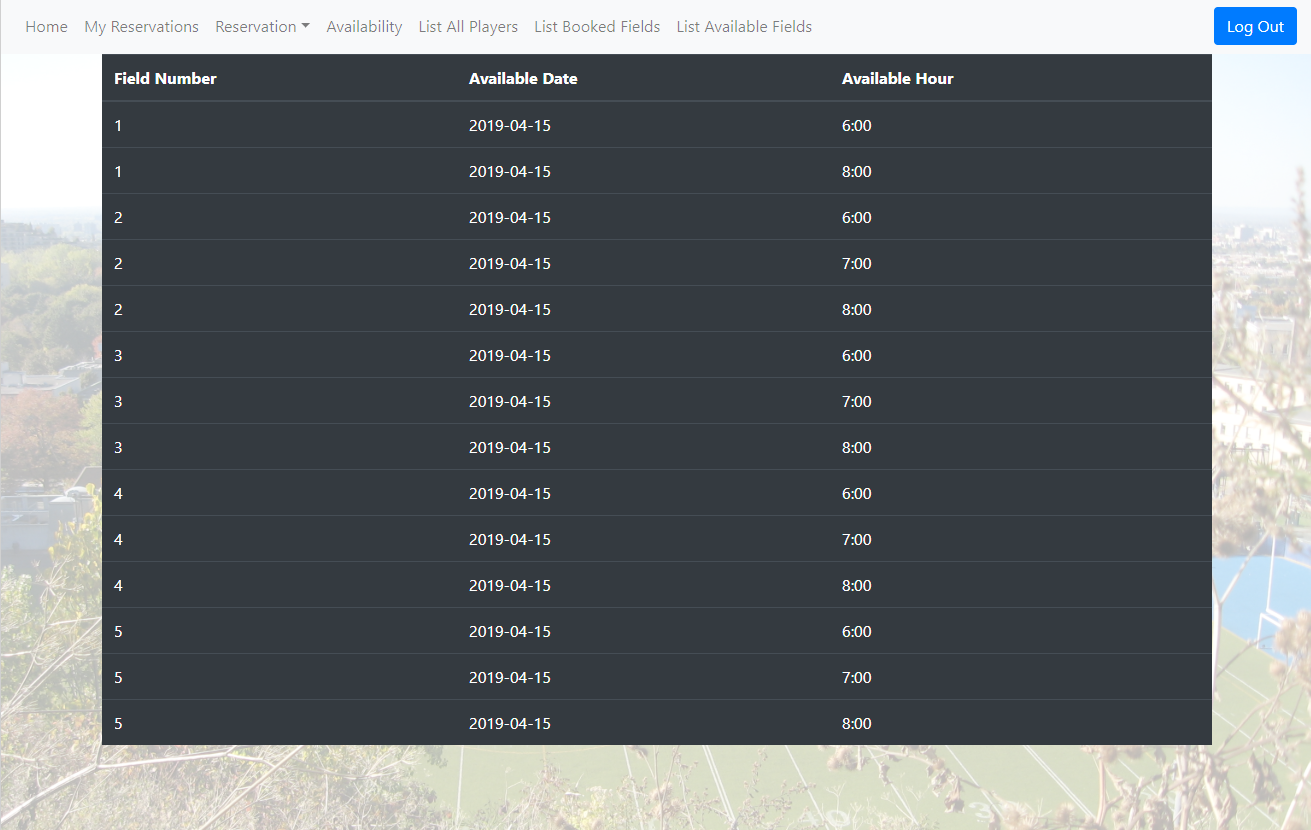 Home My Reservations Reservation Availability List All Players List Booked Fields List Available Fields Log Out
Field Number Available Date Available Hour
1 2019-04-15 6:00
1 2019-04-15 8:00
2 2019-04-15 6:00
2 2019-04-15 7:00
2 2019-04-15 8:00
3 2019-04-15 6:00
3 2019-04-15 7:00
3 2019-04-15 8:00
4 2019-04-15 6:00
4 2019-04-15 7:00
4 2019-04-15 8:00
5 2019-04-15 6:00
5 2019-04-15 7:00
5 2019-04-15 8:00